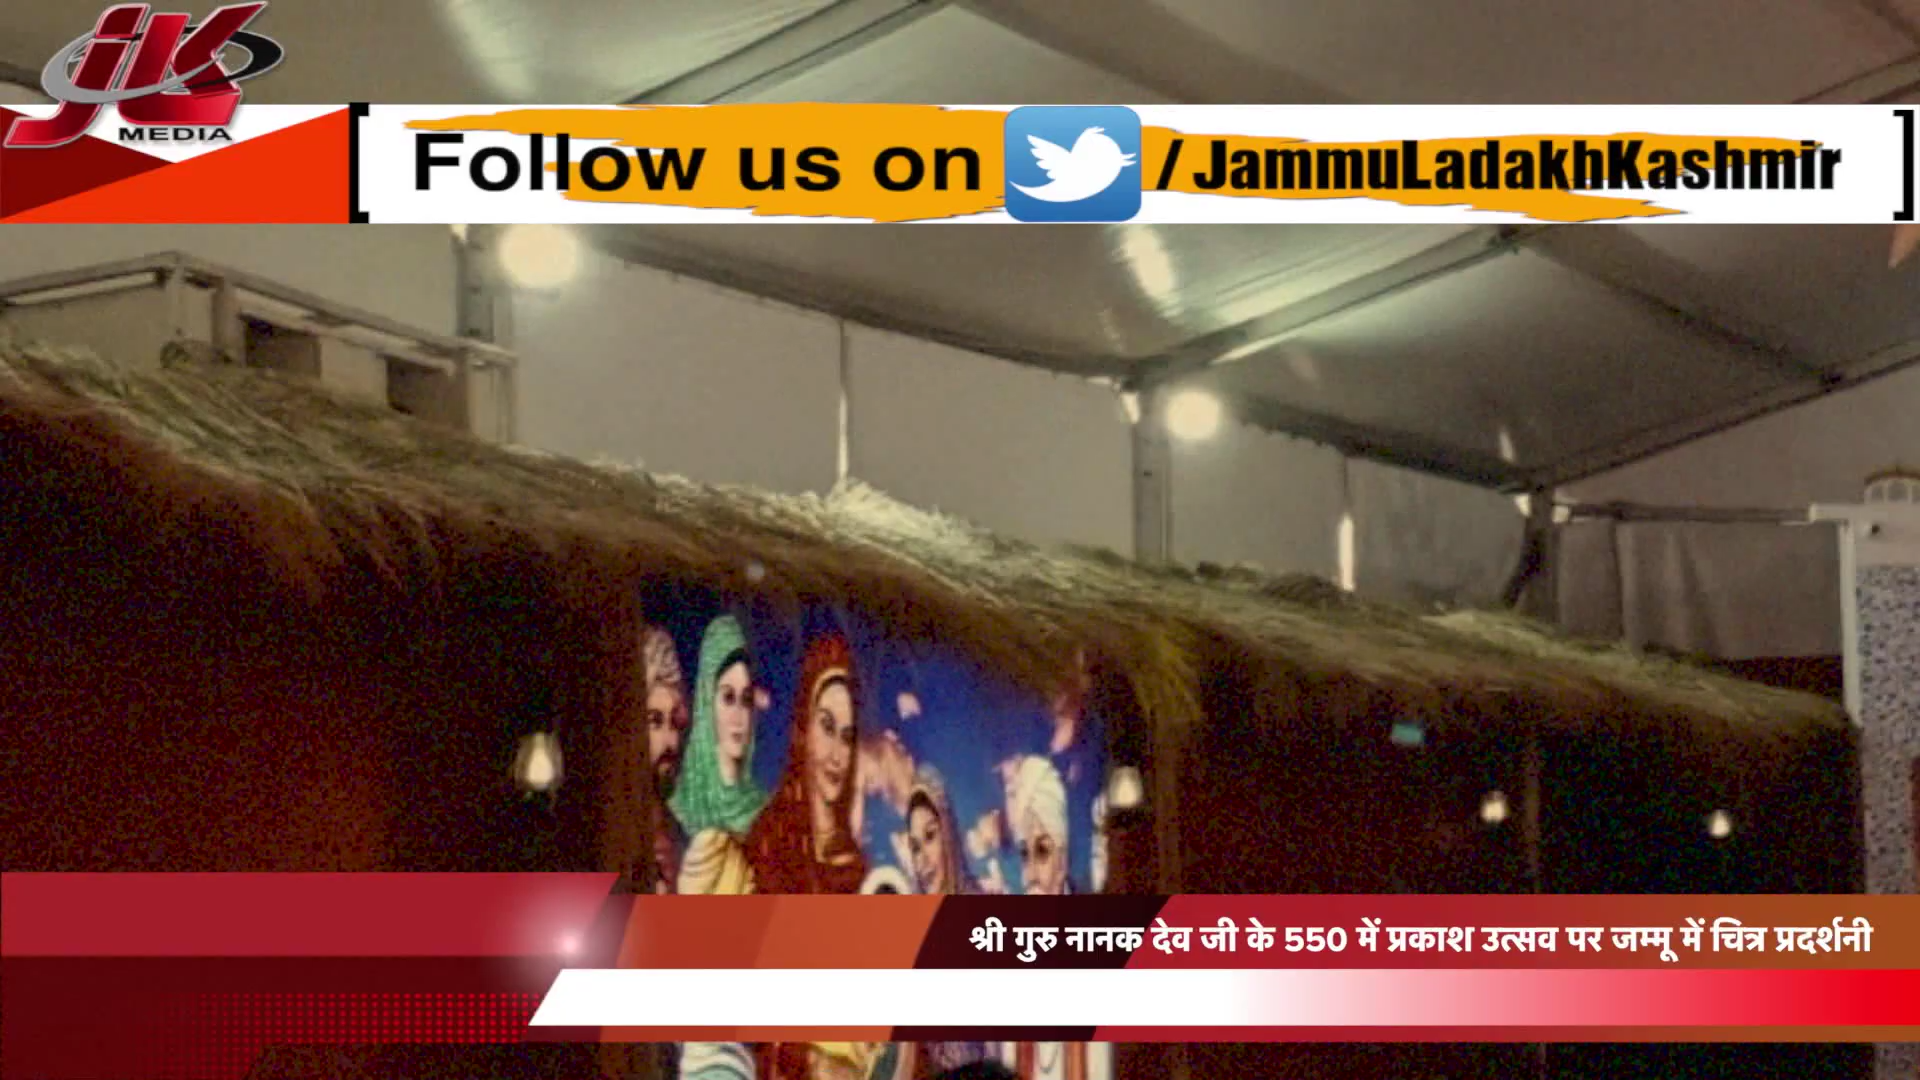 JK
MEDIA
[ Follow us on / JammuLadakhKashmir ]
श्री गुरु नानक देव जी के 550 में प्रकाश उत्सव पर जम्मू में चित्र प्रदर्शनी